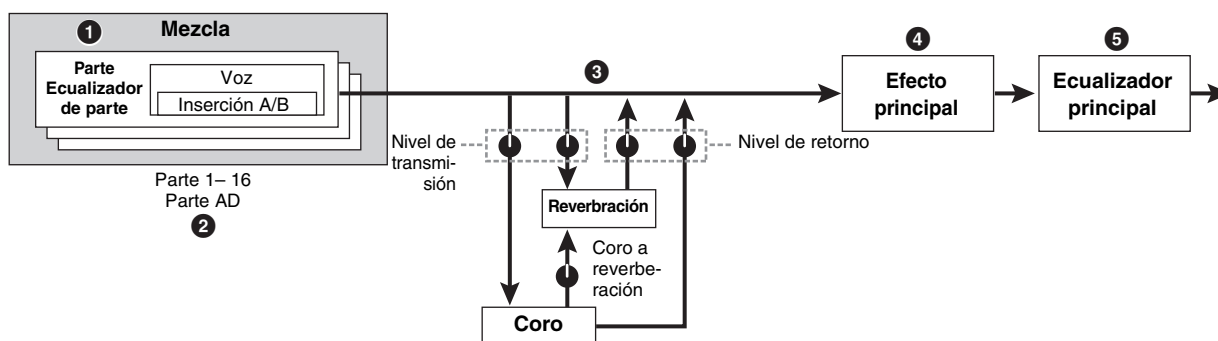 Mezcla
1
Parte
Ecualizador
de parte
Voz
Inserción A/B
Parte 1– 16
Parte AD
2
3
Nivel de
transmi-
sión
Nivel de retorno
Reverbración
Coro a
reverbe-
ración
Coro
4
Efecto
principal
5
Ecualizador
principal